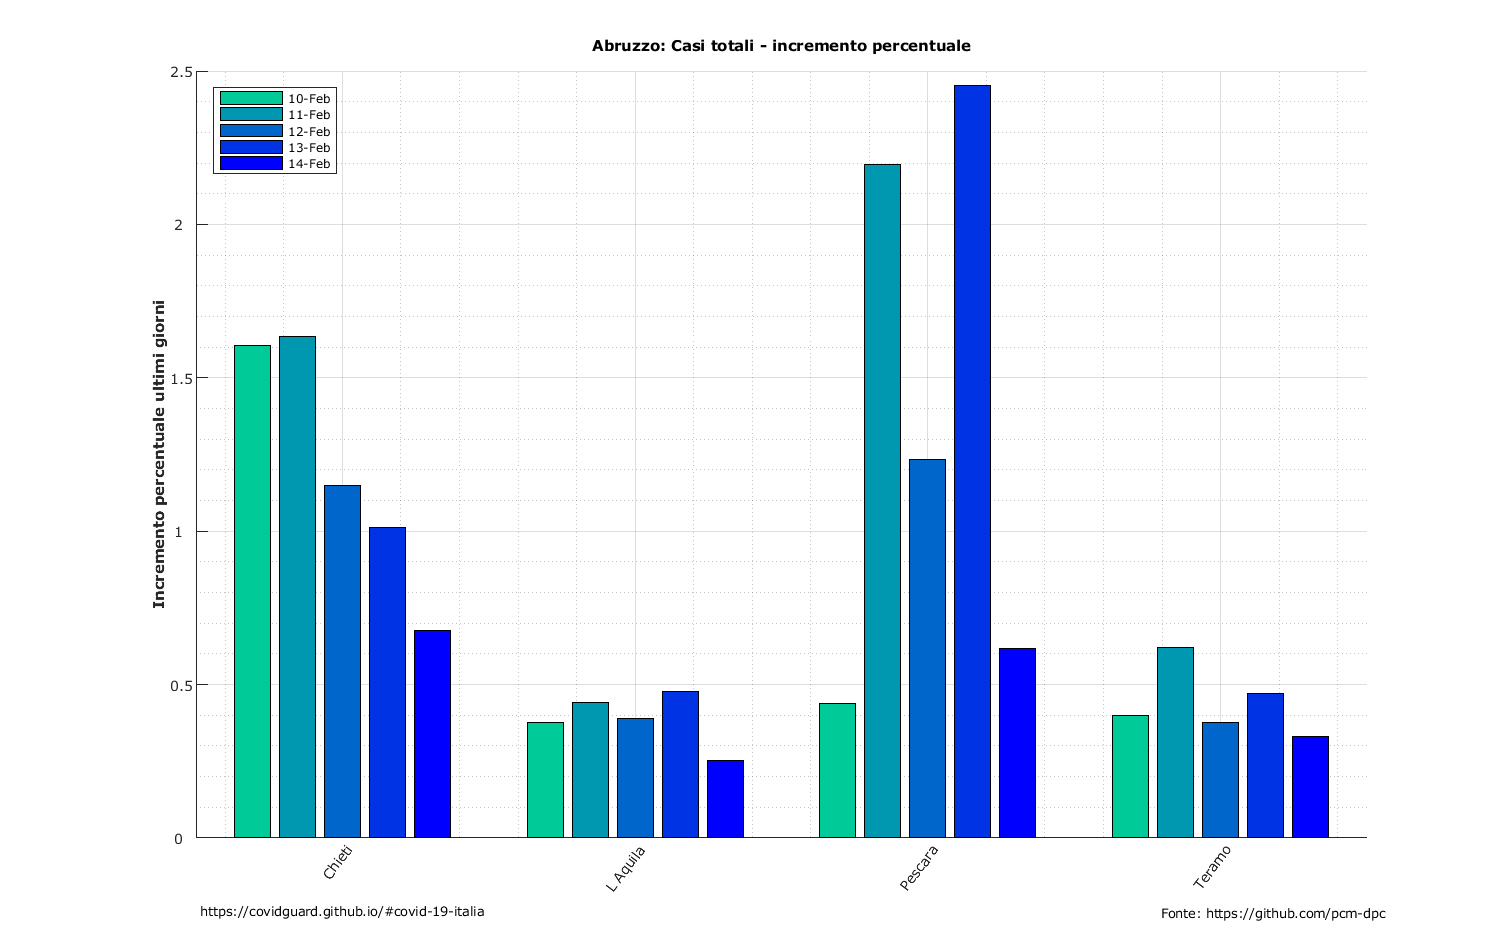 Abruzzo: Casi totali - incremento percentuale
Incremento percentuale ultimi giorni
2.5
2
1.5
1
0.5
0
10-Feb
11-Feb
12-Feb
13-Feb
14-Feb
Chieti
L Aquila
Pescara
Teramo
https://covidguard.github.io/#covid-19-italia
Fonte: https://github.com/pcm-dpc